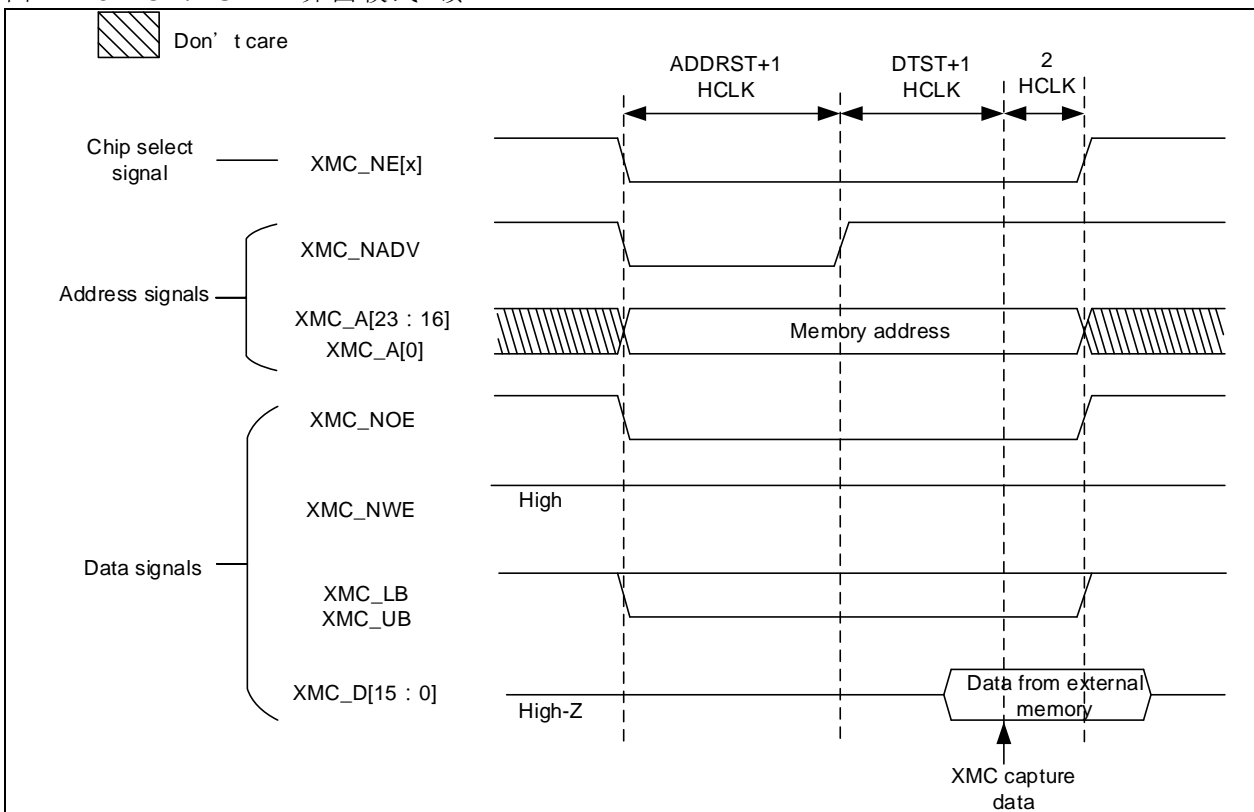 Don't care
ADDRST+1
HCLK
DTST+1
HCLK
2
HCLK
Chip select
signal
XMC_NE[x]
Address signals
XMC_NADV
XMC_A[23:16]
XMC_A[0]
Memory address
Data signals
XMC_NOE
XMC_NWE
High
XMC_LB
XMC_UB
XMC_D[15:0]
High-Z
Data from external
memory
XMC capture
data